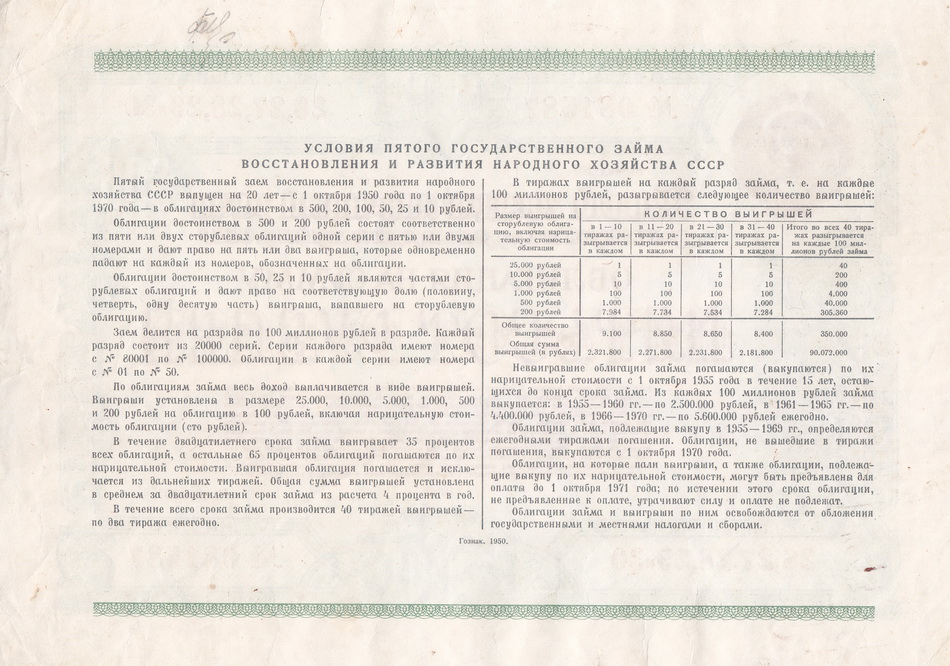 УСЛОВИЯ ПЯТОГО ГОСУДАРСТВЕННОГО ЗАЙМА
ВОССТАНОВЛЕНИЯ И РАЗВИТИЯ НАРОДНОГО ХОЗЯЙСТВА СССР
Пятый государственный заем восстановления и развития народного
хозяйства СССР выпущен на 20 лет—с 1 октября 1950 года по 1 октября
1970 года—в облигациях достоинством в 500, 200, 100, 50, 25 и 10 рублей.
Облигации достоинством в 500 и 200 рублей состоят соответственно
из пяти или двух сторублевых облигаций одной серии с пятью или двумя
номерами и дают право на пять или два выигрыша, которые одновременно
падают на каждый из номеров, обозначенных на облигации.
Облигации достоинством в 50, 25 и 10 рублей являются частями сто-
рублевых облигаций и дают право на соответствующую долю (половину,
четверть, одну десятую часть) выигрыша, выпавшего на сторублевую
облигацию.
Заем делится на разряды по 100 миллионов рублей в разряде. Каждый
разряд состоит из 20000 серий. Серии каждого разряда имеют номера
с № 80001 по № 100000. Облигации в каждой серии имеют номера
с № 01 по № 50.
По облигациям займа весь доход выплачивается в виде выигрышей.
Выигрыши установлены в размере 25.000, 10.000, 5.000, 1.000, 500
и 200 рублей на облигацию в 100 рублей, включая нарицательную стои-
мость облигации (сто рублей).
В течение двадцатилетнего срока займа выигрывает 35 процентов
всех облигаций, а остальные 65 процентов облигаций погашаются по их
нарицательной стоимости. Выигравшая облигация погашается и исклю-
чается из дальнейших тиражей. Общая сумма выигрышей установлена
в среднем за двадцатилетний срок займа из расчета 4 процента в год.
В течение всего срока займа производится 40 тиражей выигрышей—
по два тиража ежегодно.
В тиражах выигрышей на каждый разряд займа, т. е. на каждые
100 миллионов рублей, разыгрывается следующее количество выигрышей:
Размер выигрышей на
сторублевую облига-
цию, включая нарица-
тельную стоимость
облигации
КОЛИЧЕСТВО ВЫИГРЫШЕЙ
в 1—10
тиражах ра-
зыгрывается
в каждом
в 11—20
тиражах ра-
зыгрывается
в каждом
в 21—30
тиражах ра-
зыгрывается
в каждом
в 31—40
тиражах ра-
зыгрывается
в каждом
Итого во всех 40 тира-
жах разыгрывается
на каждые 100 мил-
лионов рублей займа
25.000 рублей 1 1 1 1 40
10.000 рублей 5 5 5 5 200
5.000 рублей 10 10 10 10 400
1.000 рублей 100 100 100 100 4.000
500 рублей 1.000 1.000 1.000 1.000 40.000
200 рублей 7.984 7.734 7.534 7.284 305.360
Общее количество
выигрышей 9.100 8.850 8.650 8.400 350.000
Общая сумма
выигрышей (в рублях) 2.321.800 2.271.800 2.231.800 2.181.800 90.072.000
Невыигравшие облигации займа погашаются (выкупаются) по их
нарицательной стоимости с 1 октября 1955 года в течение 15 лет, остаю-
щихся до конца срока займа. Из каждых 100 миллионов рублей займа
выкупается: в 1955—1960 гг.—по 2.500.000 рублей, в 1961—1965 гг.—по
4.400.000 рублей, в 1966—1970 гг.—по 5.600.000 рублей ежегодно.
Облигации займа, подлежащие выкупу в 1955—1969 гг., определяются
ежегодными тиражами погашения. Облигации, не вышедшие в тиражи
погашения, выкупаются с 1 октября 1970 года.
Облигации, на которые пали выигрыши, а также облигации, подлежа-
щие выкупу по их нарицательной стоимости, могут быть предъявлены для
оплаты до 1 октября 1971 года; по истечении этого срока облигации,
не предъявленные к оплате, утрачивают силу и оплате не подлежат.
Облигации займа и выигрыши по ним освобождаются от обложения
государственными и местными налогами и сборами.
Гознак. 1950.